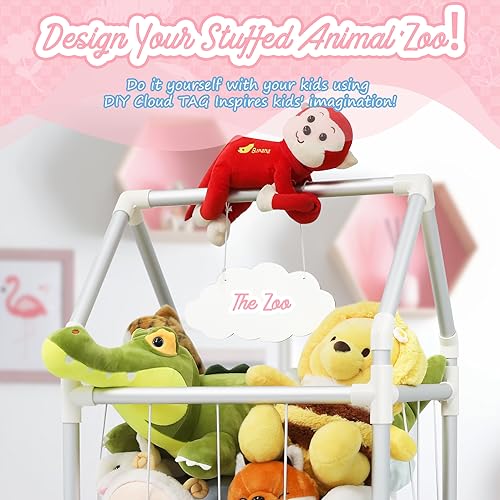 Design Your Stuffed Animal Zoo!
Do it yourself with your kids using
DIY Cloud TAG Inspires kids' imagination!
Banana
The Zoo